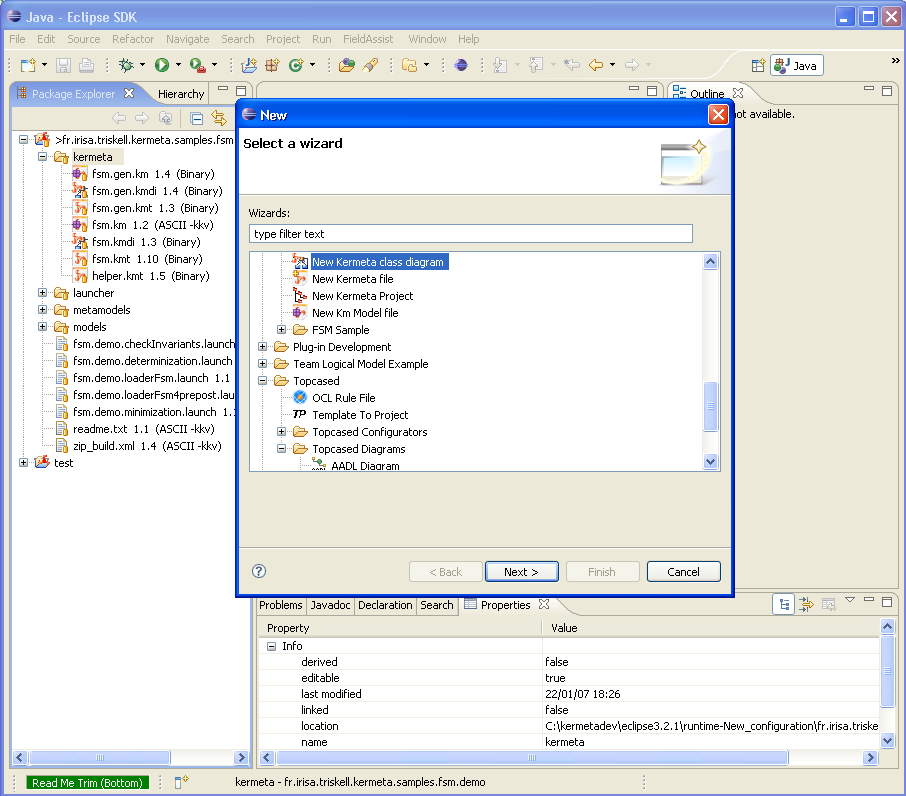 Java - Eclipse SDK
File Edit Source Refactor Navigate Search Project Run FieldAssist Window Help
Java
Package Explorer Hierarchy
Outline
ot available.
>fr.irisa.triskell.kermeta.samples.fsm
kermeta
fsm.gen.km 1.4 (Binary)
fsm.gen.kmdi 1.4 (Binary)
fsm.gen.kmt 1.3 (Binary)
fsm.km 1.2 (ASCII -kkv)
fsm.kmdi 1.3 (Binary)
fsm.kmt 1.10 (Binary)
helper.kmt 1.5 (Binary)
launcher
metamodels
models
fsm.demo.checkInvariants.launch
fsm.demo.determinization.launch
fsm.demo.loaderFsm.launch 1.1
fsm.demo.loaderFsm4prepost.lau
fsm.demo.minimization.launch 1.
readme.txt 1.1 (ASCII -kkv)
zip_build.xml 1.4 (ASCII -kkv)
test
New
Select a wizard
Wizards:
type filter text
New Kermeta class diagram
New Kermeta file
New Kermeta Project
New Km Model file
FSM Sample
Plug-in Development
Team Logical Model Example
Topcased
OCL Rule File
TP Template To Project
Topcased Configurators
Topcased Diagrams
AADL Diagram
< Back Next > Finish Cancel
Problems Javadoc Declaration Search Properties
Property Value
Info
derived false
editable true
last modified 22/01/07 18:26
linked false
location C:\kermetadev\eclipse3.2.1\runtime-New_configuration\fr.irisa.triske
name kermeta
Read Me Trim (Bottom)
kermeta - fr.irisa.triskell.kermeta.samples.fsm.demo